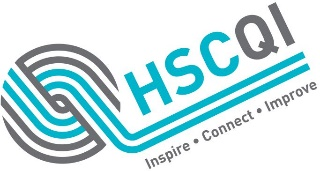 HSCQI
Inspire • Connect • Improve